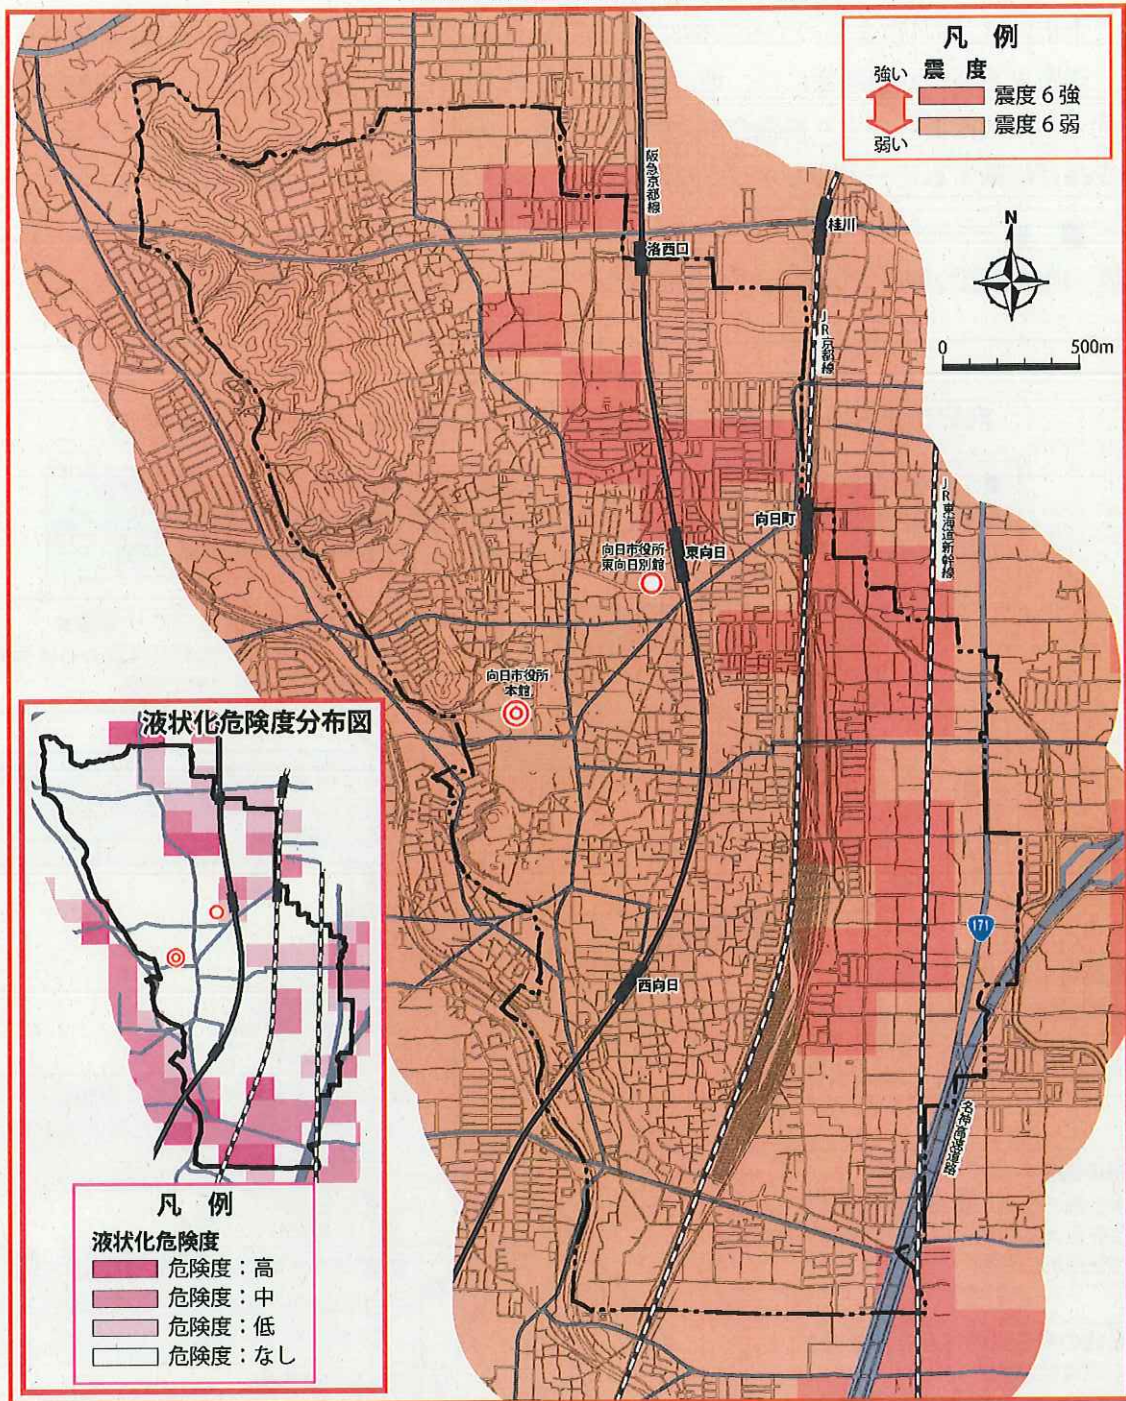 凡 例
震 度
強い
弱い
震度6強
震度6弱
N
0 500m
阪急京都線
洛西口
桂川
JR京都線
JR東海道新幹線
向日町
東向日
向日市役所
東向日別館
向日市役所
本館
171
西向日
名神高速道路
液状化危険度分布図
凡 例
液状化危険度
危険度:高
危険度:中
危険度:低
危険度:なし